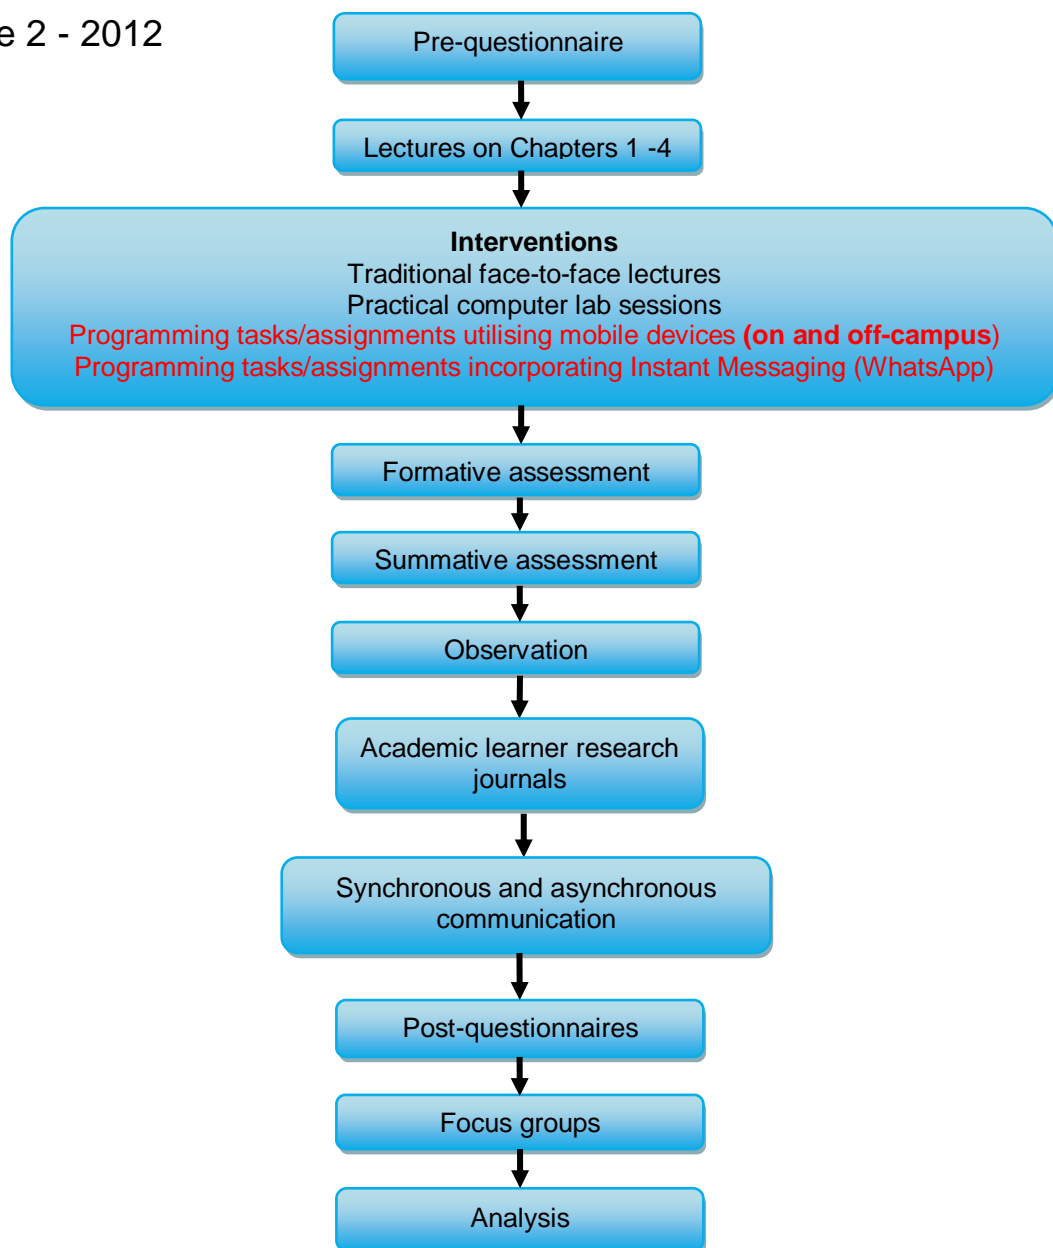 e 2 - 2012
Pre-questionnaire
Lectures on Chapters 1 -4
Interventions
Traditional face-to-face lectures
Practical computer lab sessions
Programming tasks/assignments utilising mobile devices (on and off-campus)
Programming tasks/assignments incorporating Instant Messaging (WhatsApp)
Formative assessment
Summative assessment
Observation
Academic learner research
journals
Synchronous and asynchronous
communication
Post-questionnaires
Focus groups
Analysis